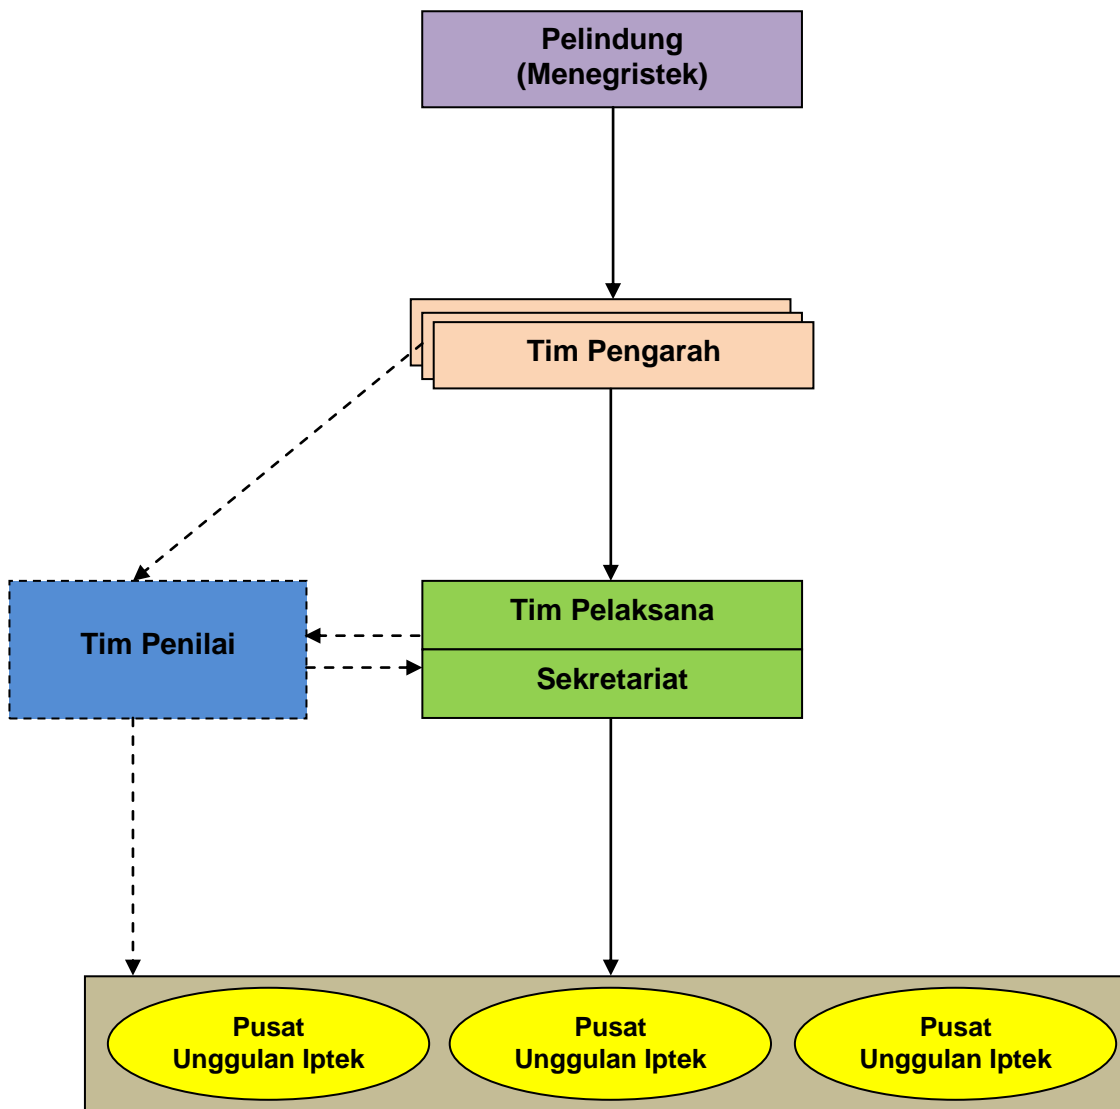 Pelindung
(Menegristek)
Tim Pengarah
Tim Penilai
Tim Pelaksana
Sekretariat
Pusat
Unggulan Iptek
Pusat
Unggulan Iptek
Pusat
Unggulan Iptek